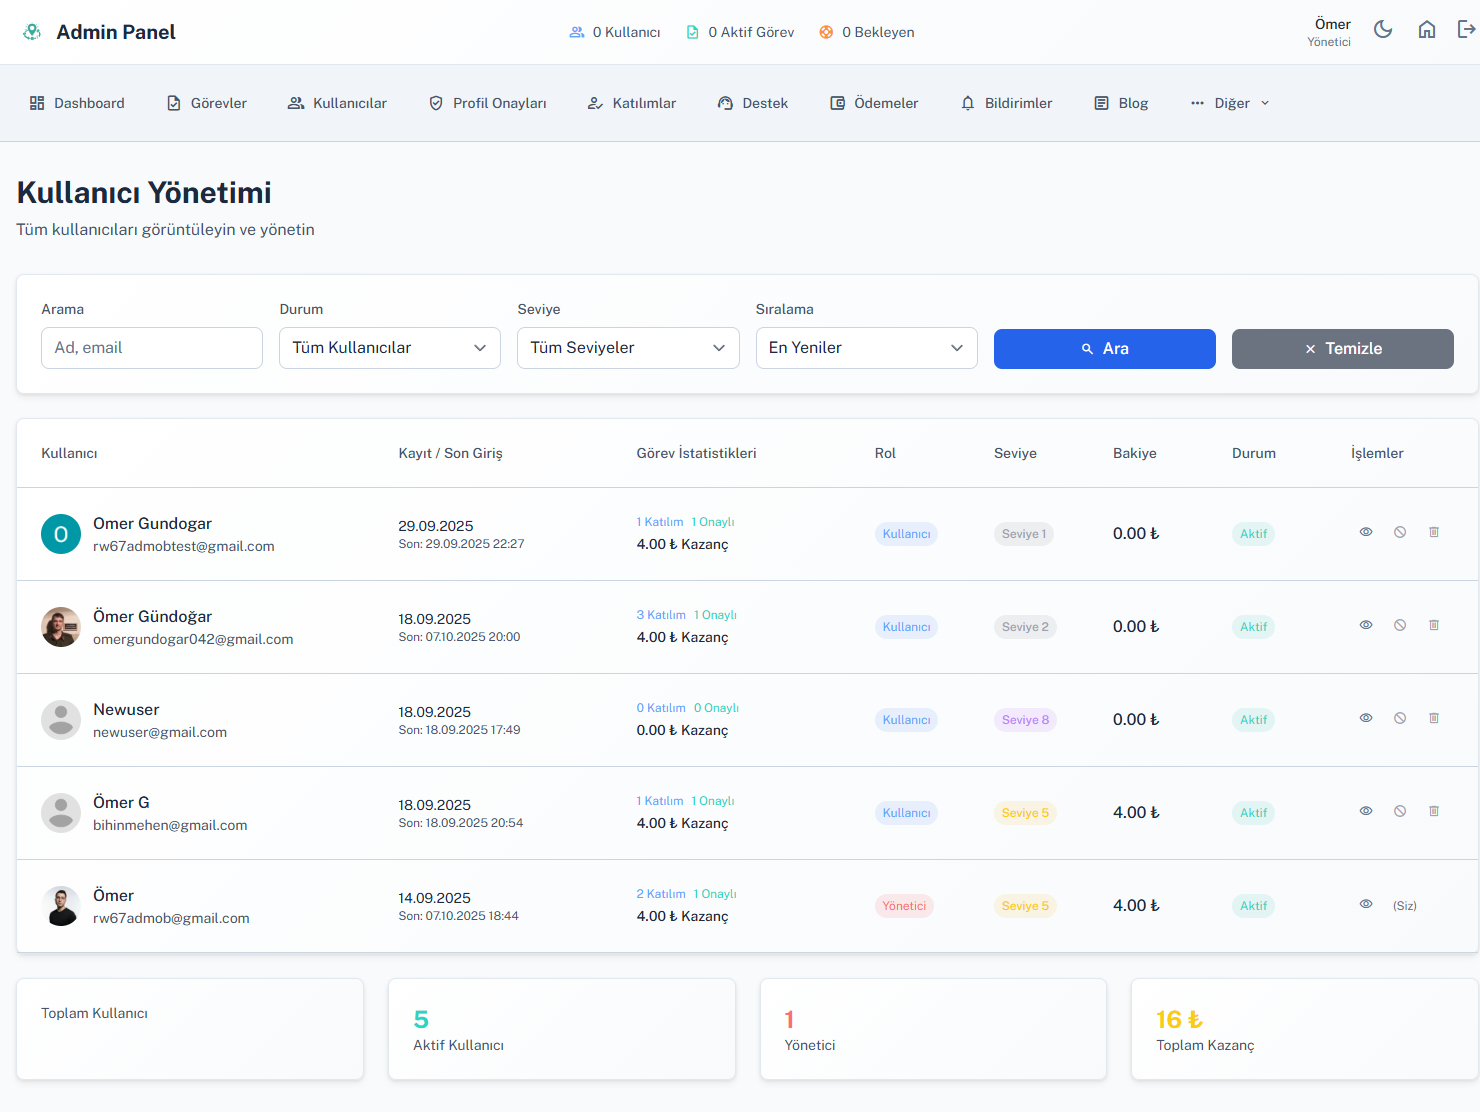 Admin Panel
0 Kullanıcı 0 Aktif Görev 0 Bekleyen
Ömer
Yönetici
Dashboard Görevler Kullanıcılar Profil Onayları Katılımlar Destek Ödemeler Bildirimler Blog Diğer
Kullanıcı Yönetimi
Tüm kullanıcıları görüntüleyin ve yönetin
Arama Durum Seviye Sıralama
Ad, email Tüm Kullanıcılar Tüm Seviyeler En Yeniler Ara Temizle
Kullanıcı Kayıt / Son Giriş Görev İstatistikleri Rol Seviye Bakiye Durum İşlemler
O Omer Gundogar
rw67admobtest@gmail.com
29.09.2025
Son: 29.09.2025 22:27
1 Katılım 1 Onaylı
4.00 ₺ Kazanç
Kullanıcı Seviye 1 0.00 ₺ Aktif
Ömer Gündoğar
omergundogar042@gmail.com
18.09.2025
Son: 07.10.2025 20:00
3 Katılım 1 Onaylı
4.00 ₺ Kazanç
Kullanıcı Seviye 2 0.00 ₺ Aktif
Newuser
newuser@gmail.com
18.09.2025
Son: 18.09.2025 17:49
0 Katılım 0 Onaylı
0.00 ₺ Kazanç
Kullanıcı Seviye 8 0.00 ₺ Aktif
Ömer G
bihinmehen@gmail.com
18.09.2025
Son: 18.09.2025 20:54
1 Katılım 1 Onaylı
4.00 ₺ Kazanç
Kullanıcı Seviye 5 4.00 ₺ Aktif
Ömer
rw67admob@gmail.com
14.09.2025
Son: 07.10.2025 18:44
2 Katılım 1 Onaylı
4.00 ₺ Kazanç
Yönetici Seviye 5 4.00 ₺ Aktif (Siz)
Toplam Kullanıcı
5
Aktif Kullanıcı
1
Yönetici
16 ₺
Toplam Kazanç